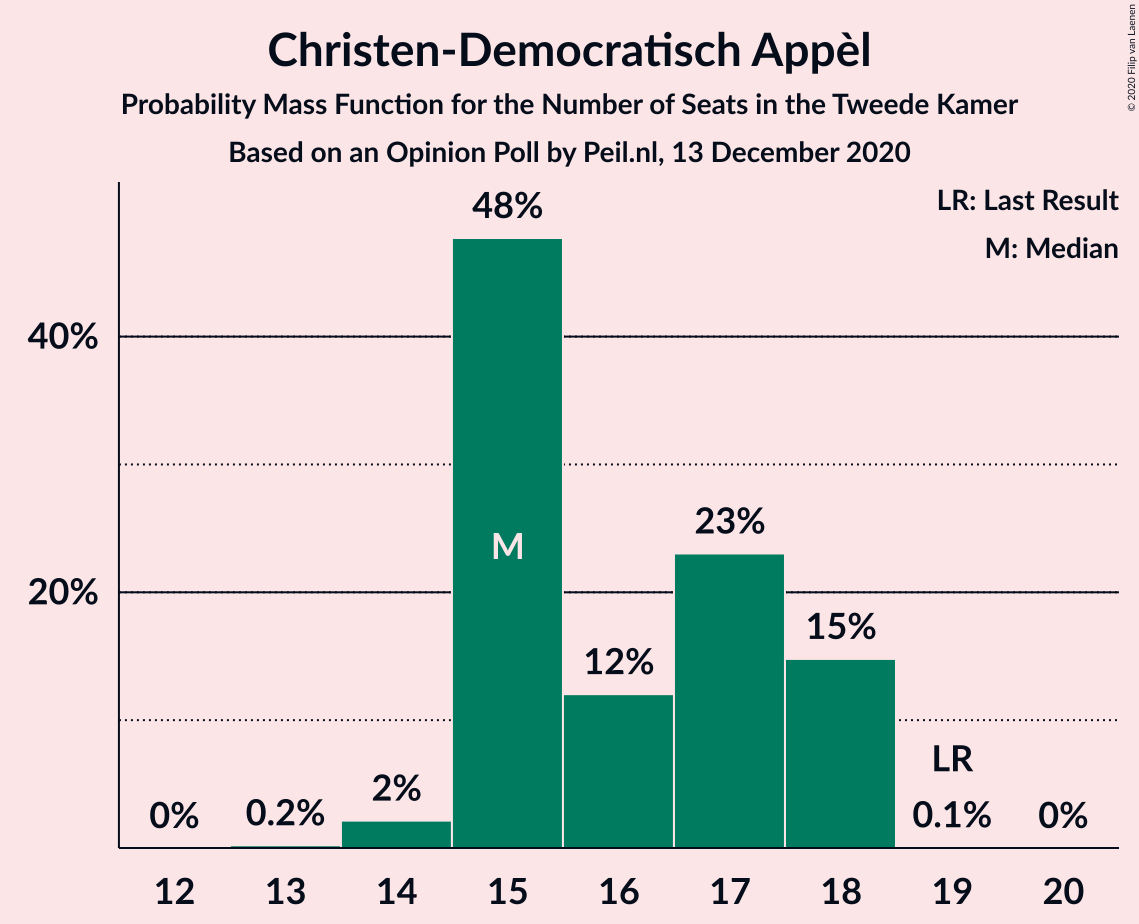 Christen-Democratisch Appèl
Probability Mass Function for the Number of Seats in the Tweede Kamer
Based on an Opinion Poll by Peil.nl, 13 December 2020
© 2020 Filip van Laenen
LR: Last Result
M: Median
48%
40%
M
23%
20%
15%
12%
LR
2%
0%
0.2%
0.1%
0%
12 13 14 15 16 17 18 19 20